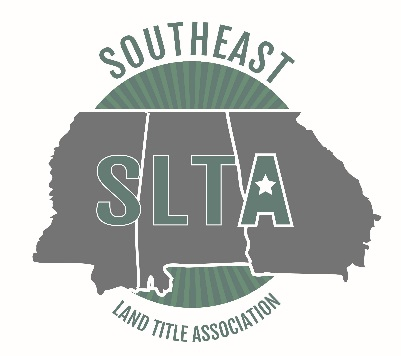 SOUTHEAST
SLTA
LAND TITLE ASSOCIATION